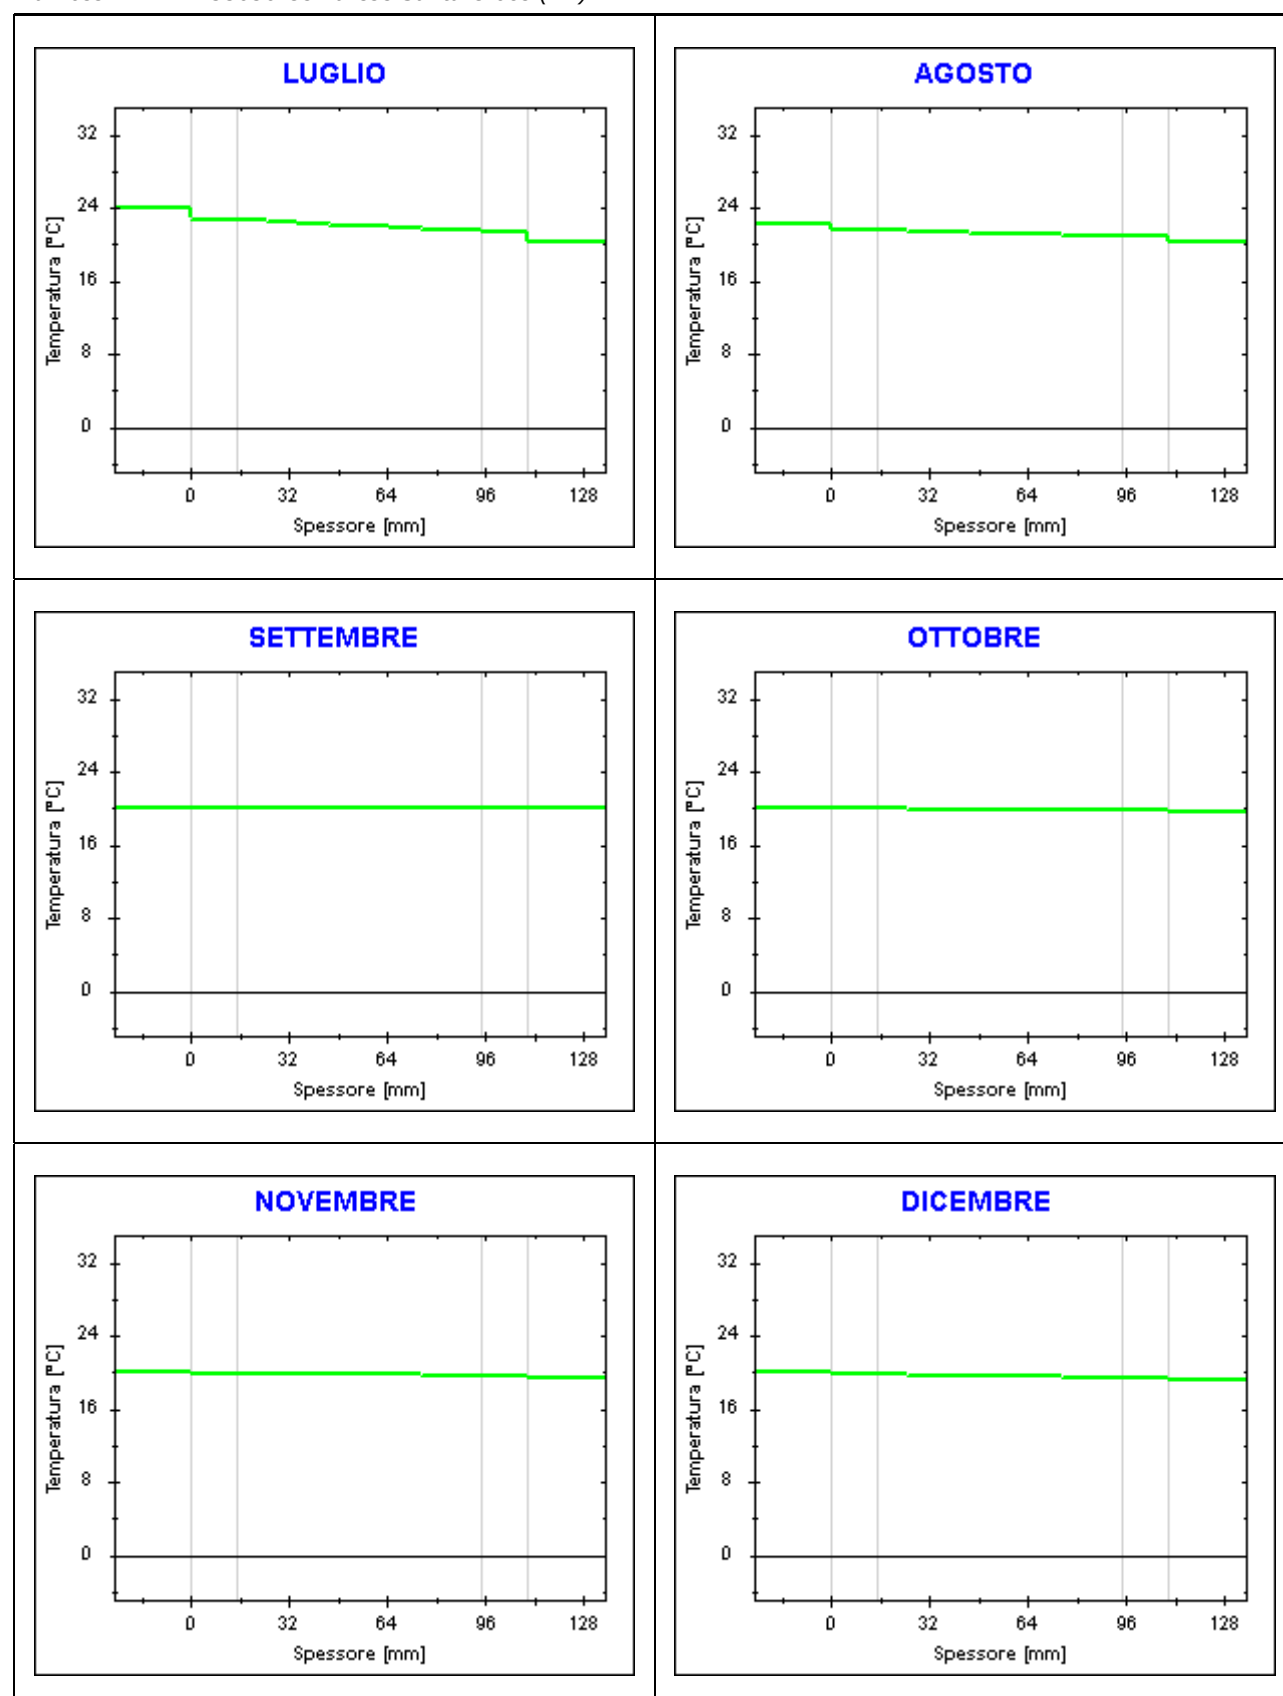 LUGLIO
32
24
16
8
0
Temperatura [°C]
0 32 64 96 128
Spessore [mm]
AGOSTO
32
24
16
8
0
Temperatura [°C]
0 32 64 96 128
Spessore [mm]
SETTEMBRE
32
24
16
8
0
Temperatura [°C]
0 32 64 96 128
Spessore [mm]
OTTOBRE
32
24
16
8
0
Temperatura [°C]
0 32 64 96 128
Spessore [mm]
NOVEMBRE
32
24
16
8
0
Temperatura [°C]
0 32 64 96 128
Spessore [mm]
DICEMBRE
32
24
16
8
0
Temperatura [°C]
0 32 64 96 128
Spessore [mm]